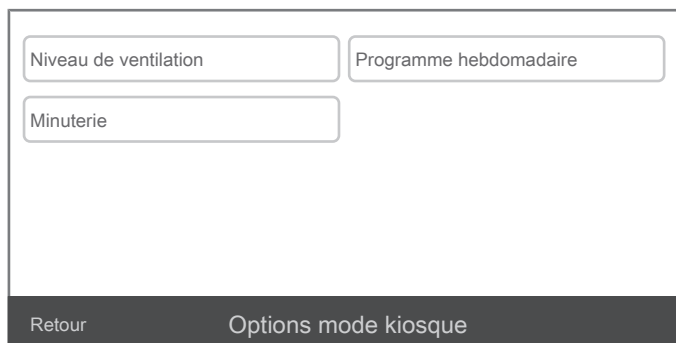 Niveau de ventilation
Programme hebdomadaire
Minuterie
Retour
Options mode kiosque